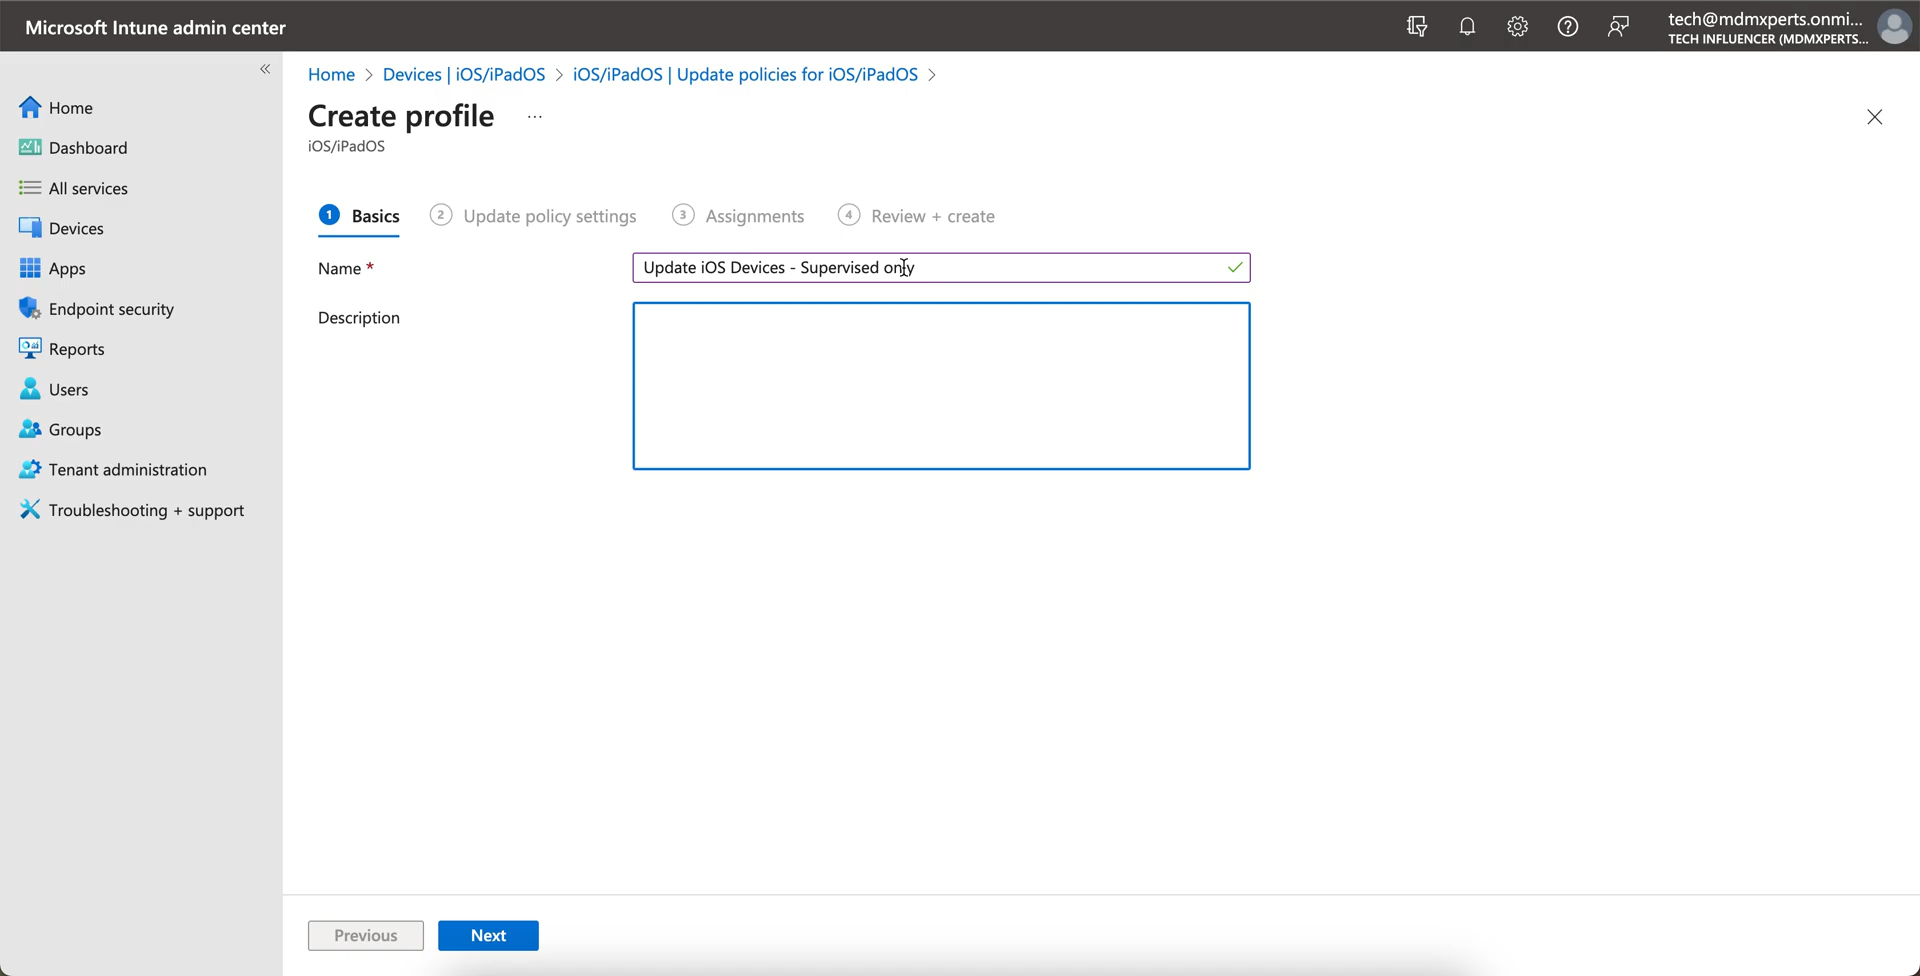 Microsoft Intune admin center
tech@mdmxperts.onmi...
TECH INFLUENCER (MDMXPERTS...
Home
Dashboard
All services
Devices
Apps
Endpoint security
Reports
Users
Groups
Tenant administration
Troubleshooting + support
Home > Devices | iOS/iPadOS > iOS/iPadOS | Update policies for iOS/iPadOS >
Create profile ...
iOS/iPadOS
1 Basics 2 Update policy settings 3 Assignments 4 Review + create
Name * Update iOS Devices - Supervised only
Description
Previous Next